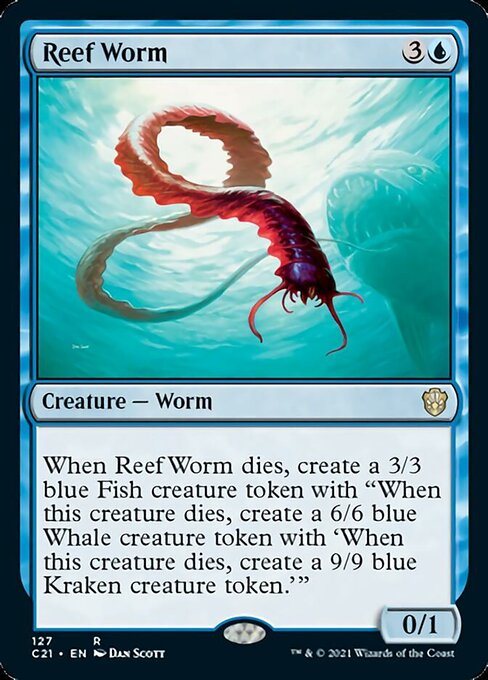 Reef Worm 3
Creature — Worm
When Reef Worm dies, create a 3/3
blue Fish creature token with “When
this creature dies, create a 6/6 blue
Whale creature token with ‘When
this creature dies, create a 9/9 blue
Kraken creature token.’”
0/1
127 R
C21 • EN Dan Scott
™ & © 2021 Wizards of the Coast